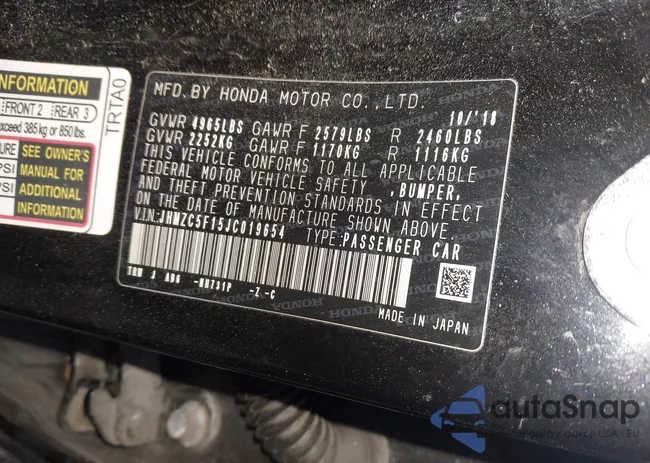 INFORMATION
FRONT 2 REAR 3
exceed 385 kg or 850 lbs.
SEE OWNER'S
MANUAL FOR
ADDITIONAL
INFORMATION
TRTA0
MFD. BY HONDA MOTOR CO.,LTD.
10/'18
GVWR 4965LBS GAWR F 2579LBS R 2460LBS
GVWR 2252KG GAWR F 1170KG R 1116KG
THIS VEHICLE CONFORMS TO ALL APPLICABLE
FEDERAL MOTOR VEHICLE SAFETY ,BUMPER,
AND THEFT PREVENTION STANDARDS IN EFFECT
ON THE DATE OF MANUFACTURE SHOWN ABOVE.
V.I.N:JHMZC5F15JC019654 TYPE:PASSENGER CAR
-NH731P -Z -C
MADE IN JAPAN
autaSnap